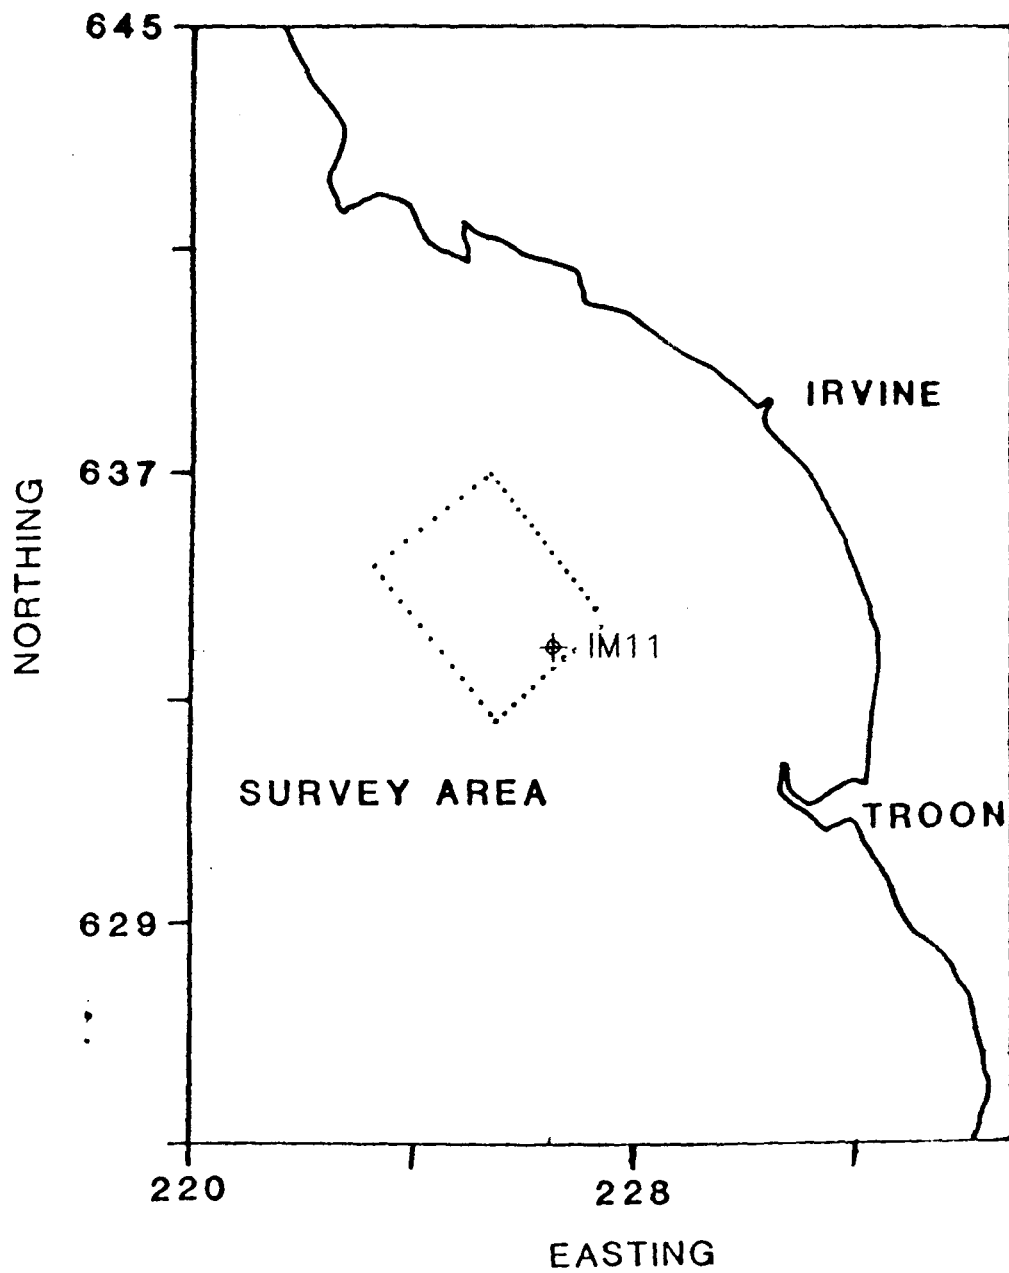 645
IRVINE
637
NORTHING
IM11
SURVEY AREA
TROON
629
220
228
EASTING